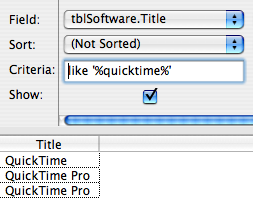 Field: tblSoftware.Title
Sort: (Not Sorted)
Criteria: like '%quicktime%'
Show:
Title
QuickTime
QuickTime Pro
QuickTime Pro